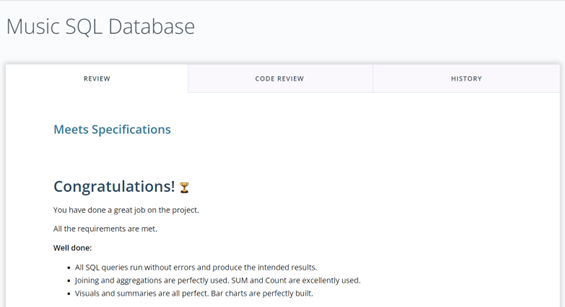 Music SQL Database
REVIEW
CODE REVIEW
HISTORY
Meets Specifications
Congratulations! 🏆
You have done a great job on the project.
All the requirements are met.
Well done:
• All SQL queries run without errors and produce the intended results.
• Joining and aggregations are perfectly used. SUM and Count are excellently used.
• Visuals and summaries are all perfect. Bar charts are perfectly built.